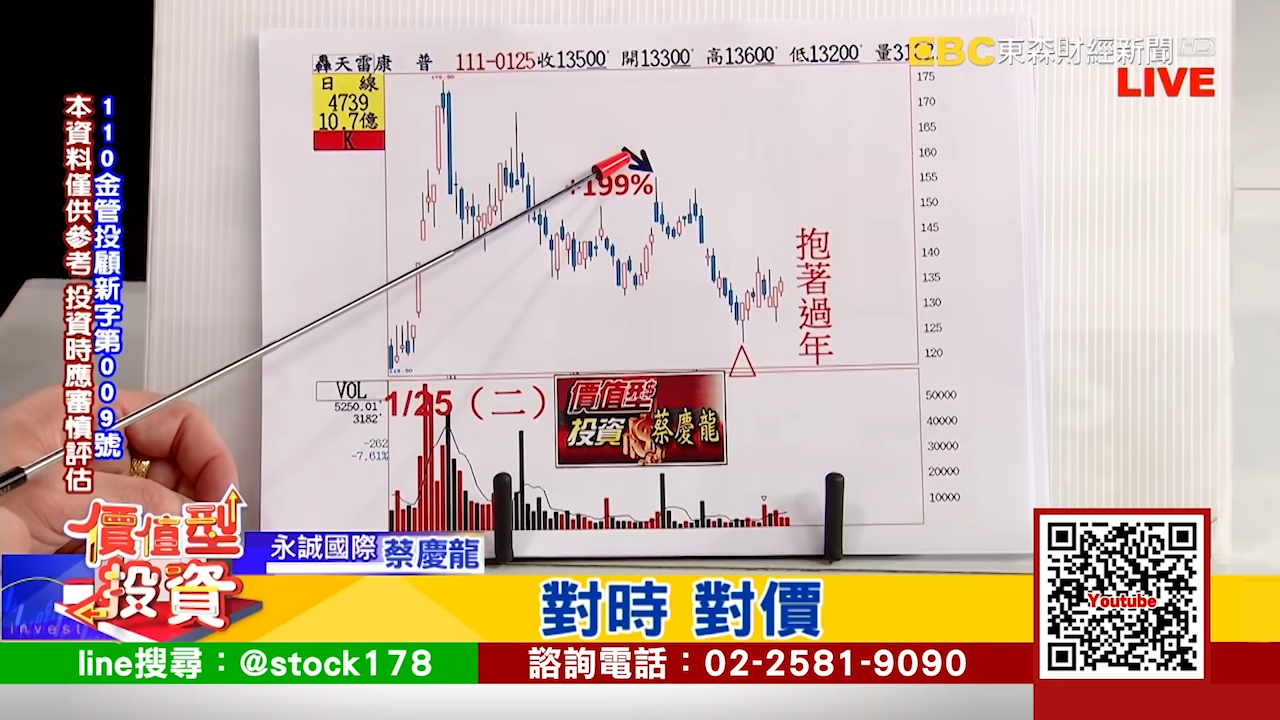 EBC東森財經新聞HD
LIVE
轟天雷康 普 111-0125收13500 開13300 高13600 低13200
日 線
4739
10.7億
K
176.50
÷199%
抱著過年
175
170
165
160
155
150
145
140
135
130
125
120
VOL
5250.01
3182
-262
-7.61%
1/25（二）
價值型
投資
蔡慶龍
50000
40000
30000
20000
10000
110金管投顧新字第009號
本資料僅供參考 投資時應審慎評估
價值型
投資
invest
永誠國際 蔡慶龍
對時 對價
Youtube
line搜尋：@stock178
諮詢電話：02-2581-9090